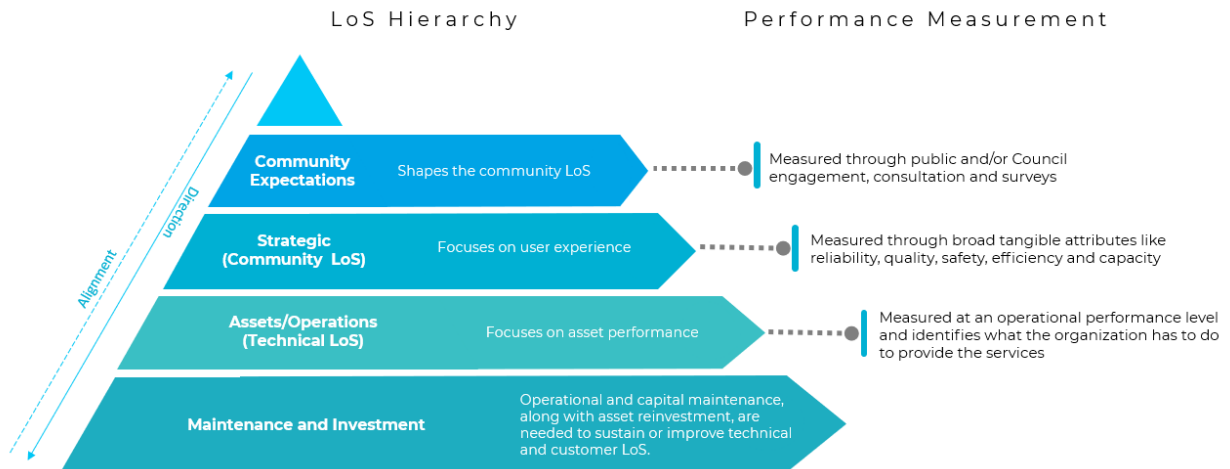 LoS Hierarchy
Performance Measurement
Alignment
Direction
Community
Expectations
Shapes the community LoS
Measured through public and/or Council
engagement, consultation and surveys
Strategic
(Community LoS)
Focuses on user experience
Measured through broad tangible attributes like
reliability, quality, safety, efficiency and capacity
Assets/Operations
(Technical LoS)
Focuses on asset performance
Measured at an operational performance level
and identifies what the organization has to do
to provide the services
Maintenance and Investment
Operational and capital maintenance,
along with asset reinvestment, are
needed to sustain or improve technical
and customer LoS.